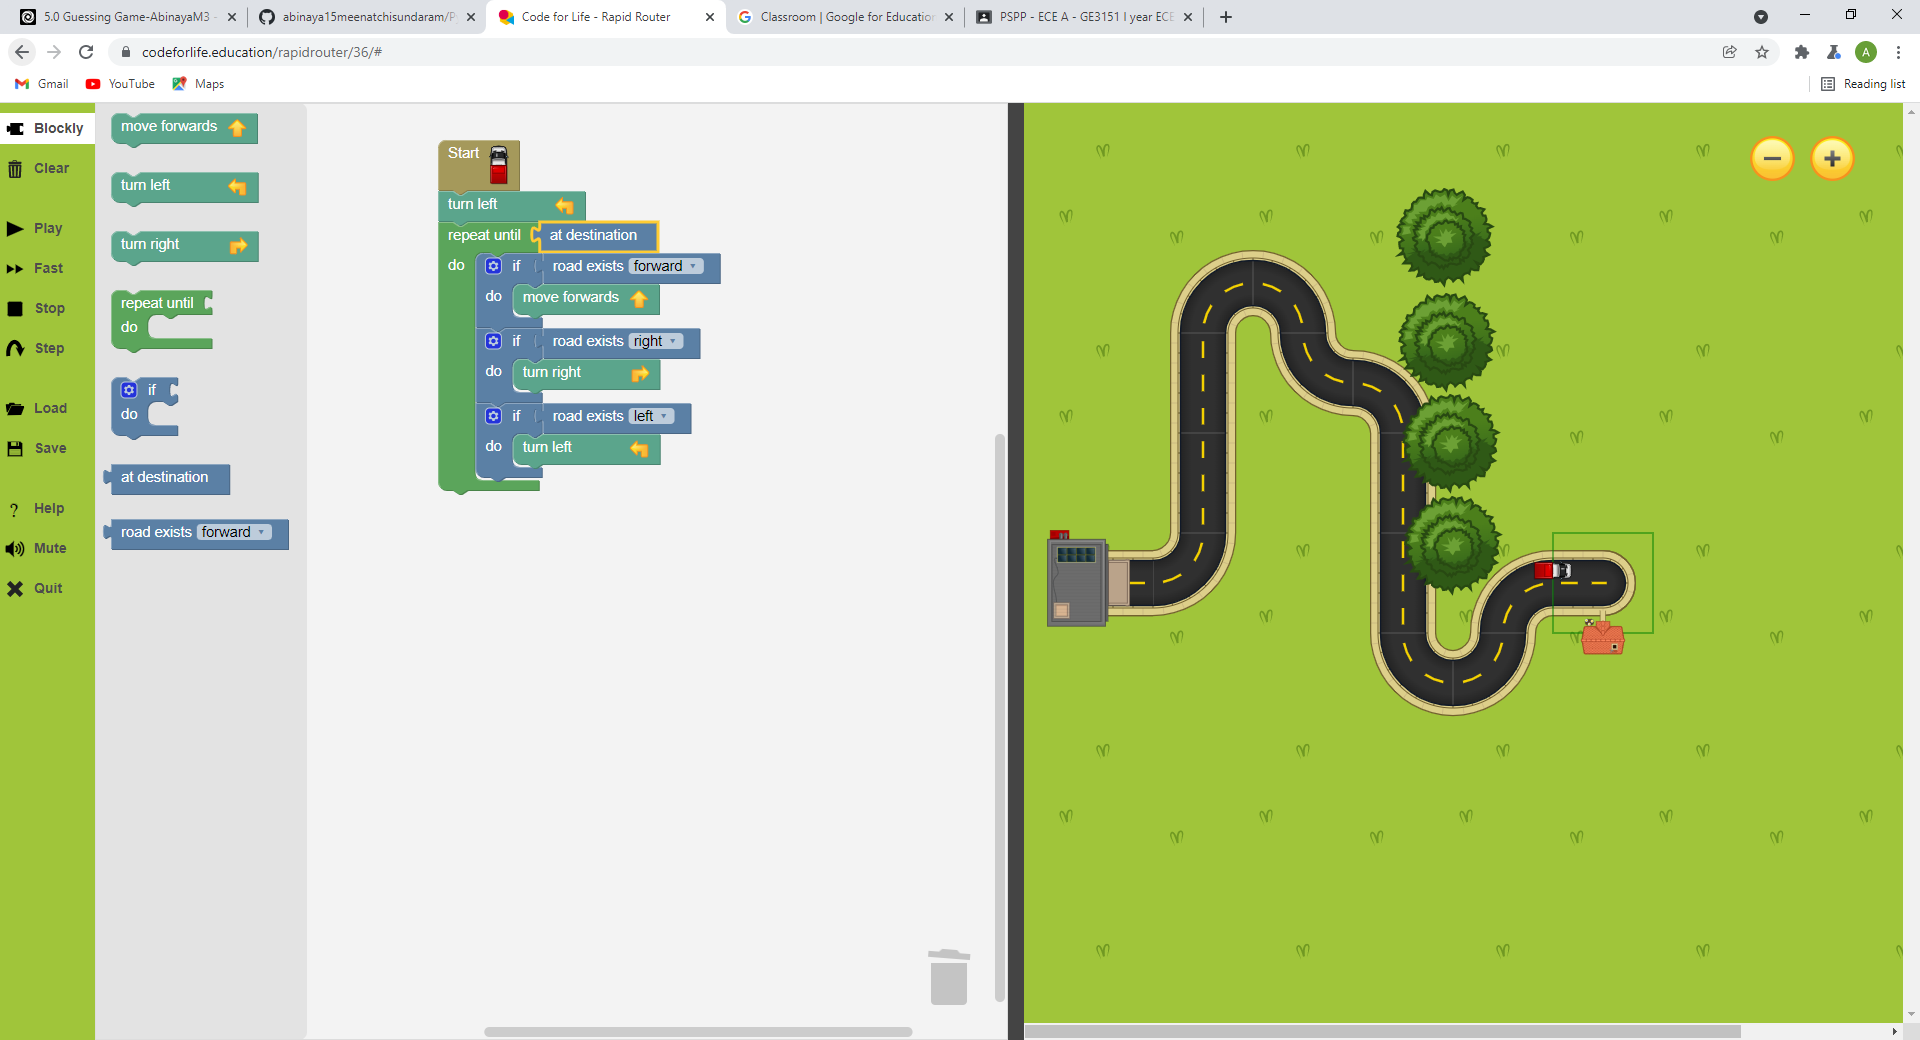 5.0 Guessing Game-AbinayaM3 -
abinaya15meenatchisundaram/P
Code for Life - Rapid Router
Classroom | Google for Education
PSPP - ECE A - GE3151 I year ECE
codeforlife.education/rapidrouter/36/#
A
Gmail
YouTube
Maps
Reading list
Blockly
Clear
Play
Fast
Stop
Step
Load
Save
Help
Mute
Quit
move forwards
turn left
turn right
repeat until
do
if
do
at destination
road exists forward
Start
turn left
repeat until at destination
do if road exists forward
do move forwards
if road exists right
do turn right
if road exists left
do turn left